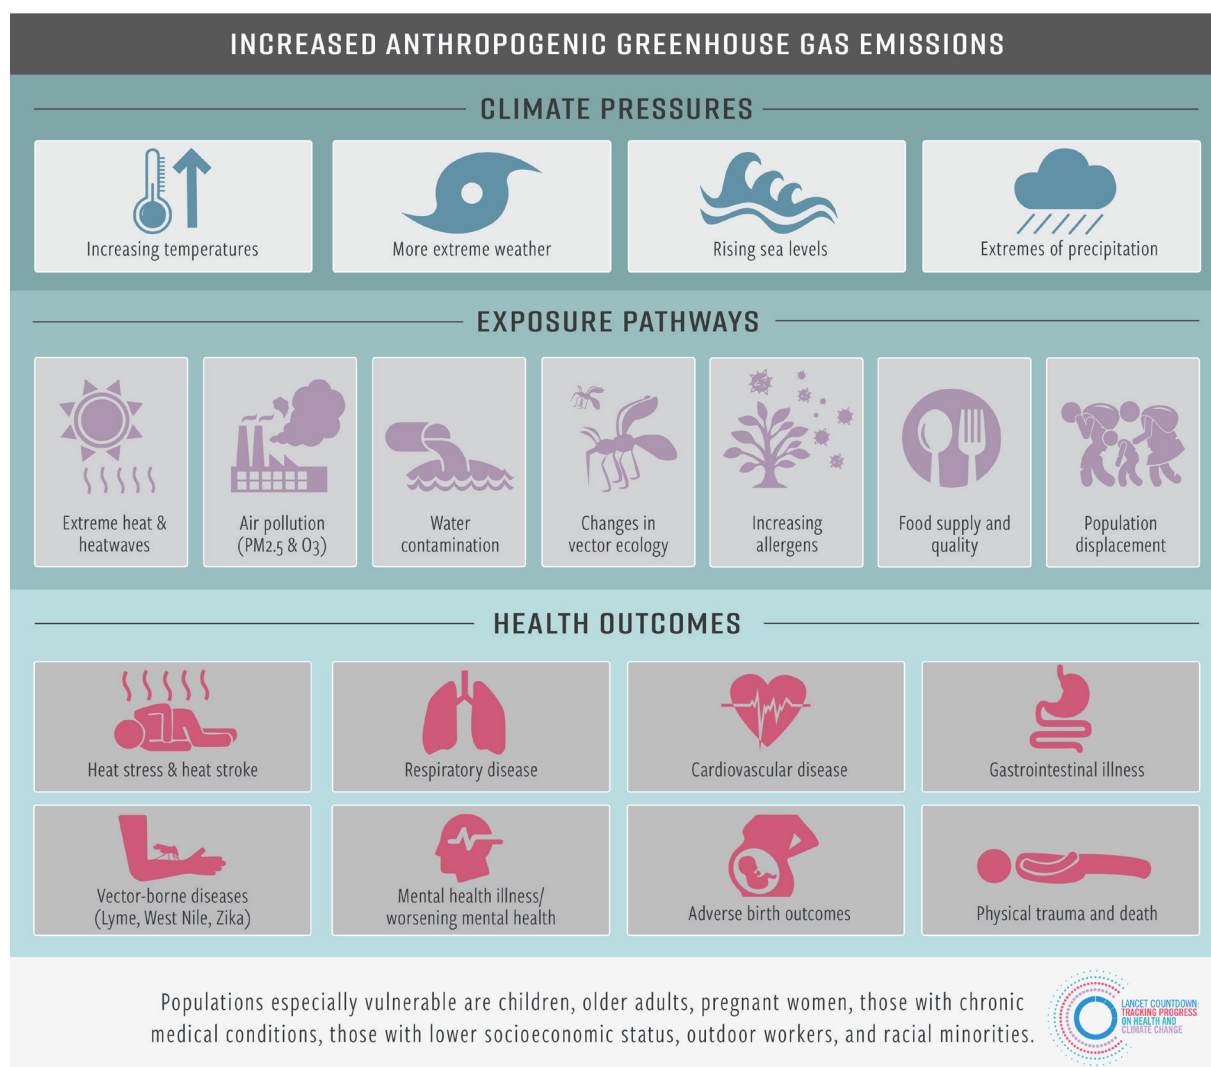 INCREASED ANTHROPOGENIC GREENHOUSE GAS EMISSIONS
CLIMATE PRESSURES
Increasing temperatures
More extreme weather
Rising sea levels
Extremes of precipitation
EXPOSURE PATHWAYS
Extreme heat &
heatwaves
Air pollution
(PM2.5 & O3)
Water
contamination
Changes in
vector ecology
Increasing
allergens
Food supply and
quality
Population
displacement
HEALTH OUTCOMES
Heat stress & heat stroke
Respiratory disease
Cardiovascular disease
Gastrointestinal illness
Vector-borne diseases
(Lyme, West Nile, Zika)
Mental health illness/
worsening mental health
Adverse birth outcomes
Physical trauma and death
Populations especially vulnerable are children, older adults, pregnant women, those with chronic
medical conditions, those with lower socioeconomic status, outdoor workers, and racial minorities.
LANCET COUNTDOWN:
TRACKING PROGRESS
ON HEALTH AND
CLIMATE CHANGE